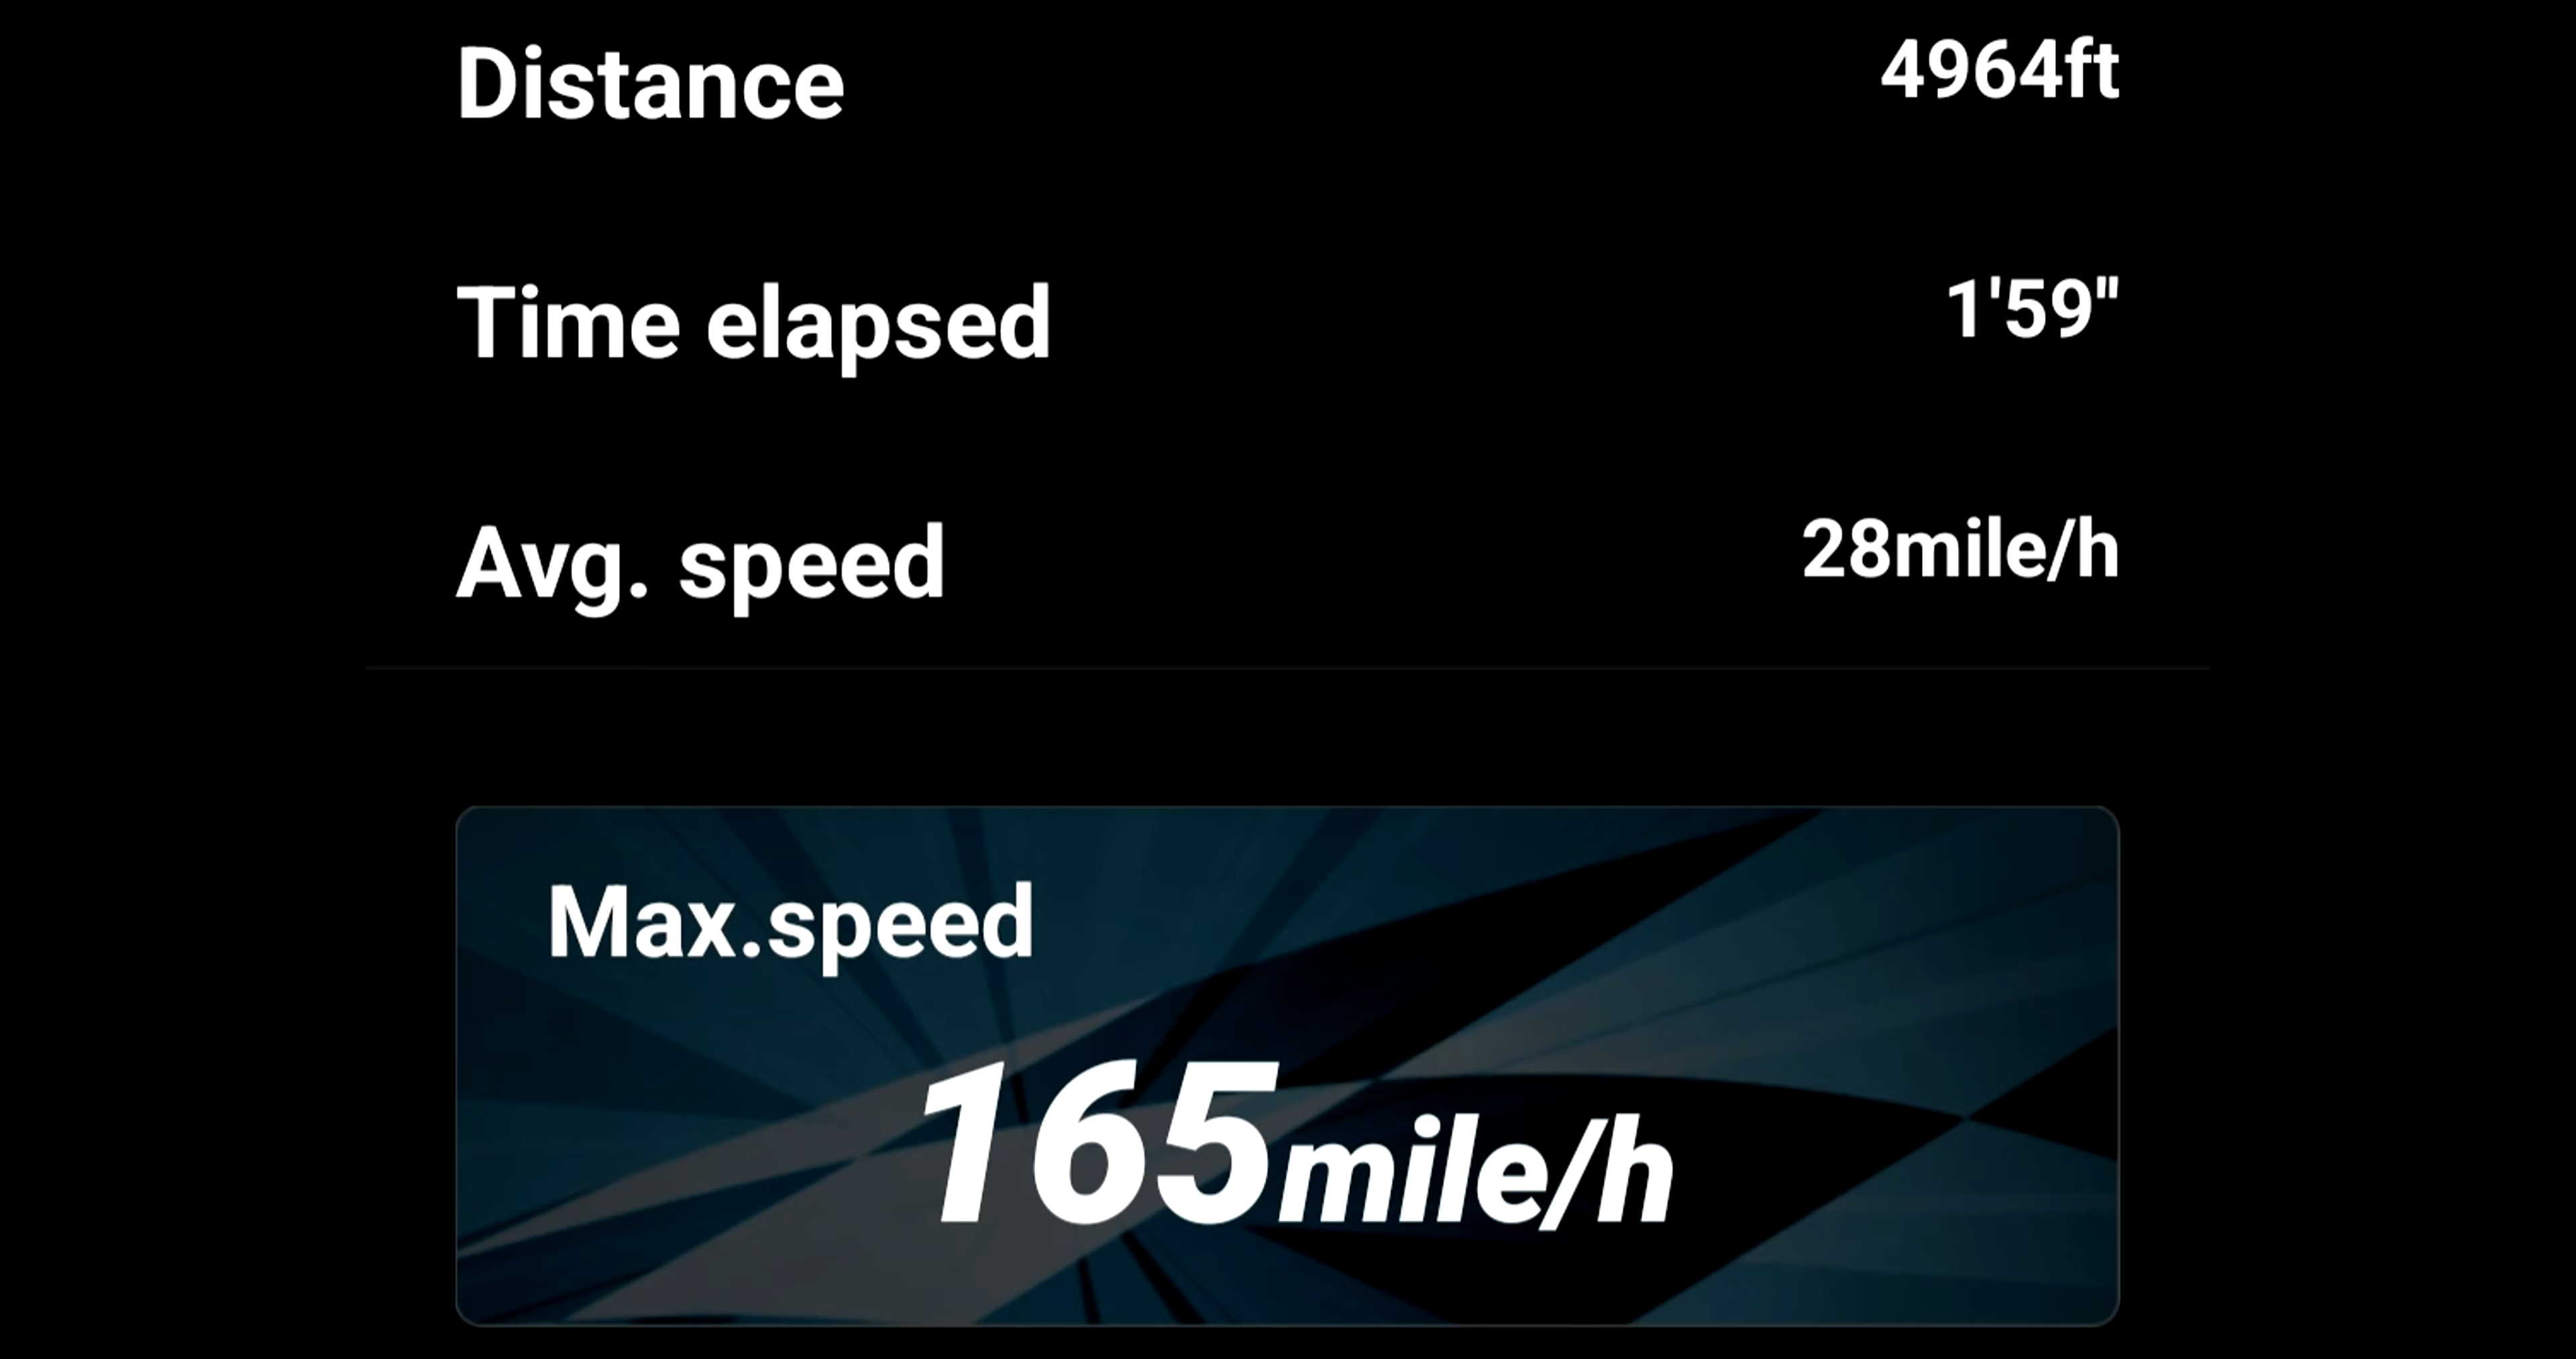 Distance 4964ft
Time elapsed 1'59"
Avg. speed 28mile/h
Max.speed
165mile/h